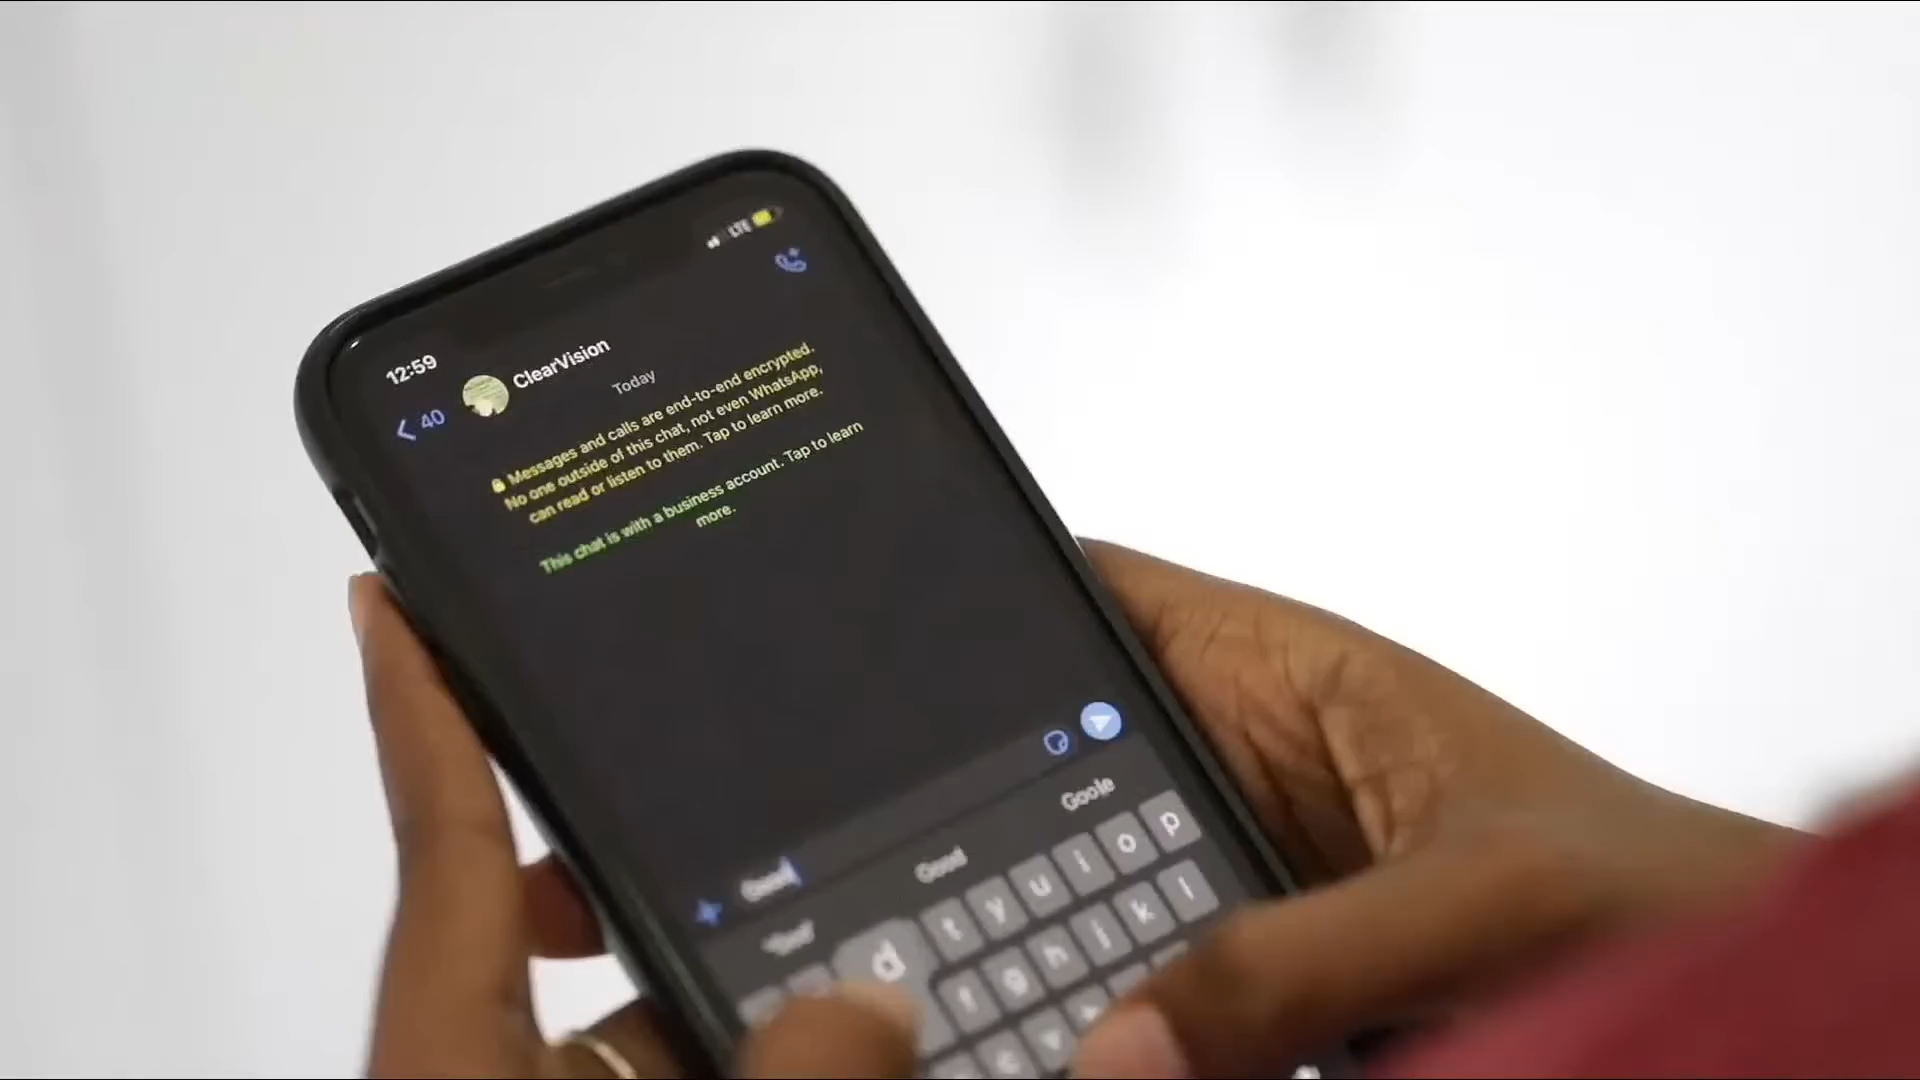 LTE
12:59
40
ClearVision
Today
Messages and calls are end-to-end encrypted.
No one outside of this chat, not even WhatsApp,
can read or listen to them. Tap to learn more.
This chat is with a business account. Tap to learn
more.
Good
Good
Goole
d t y u i o p
f g h j k l
c v